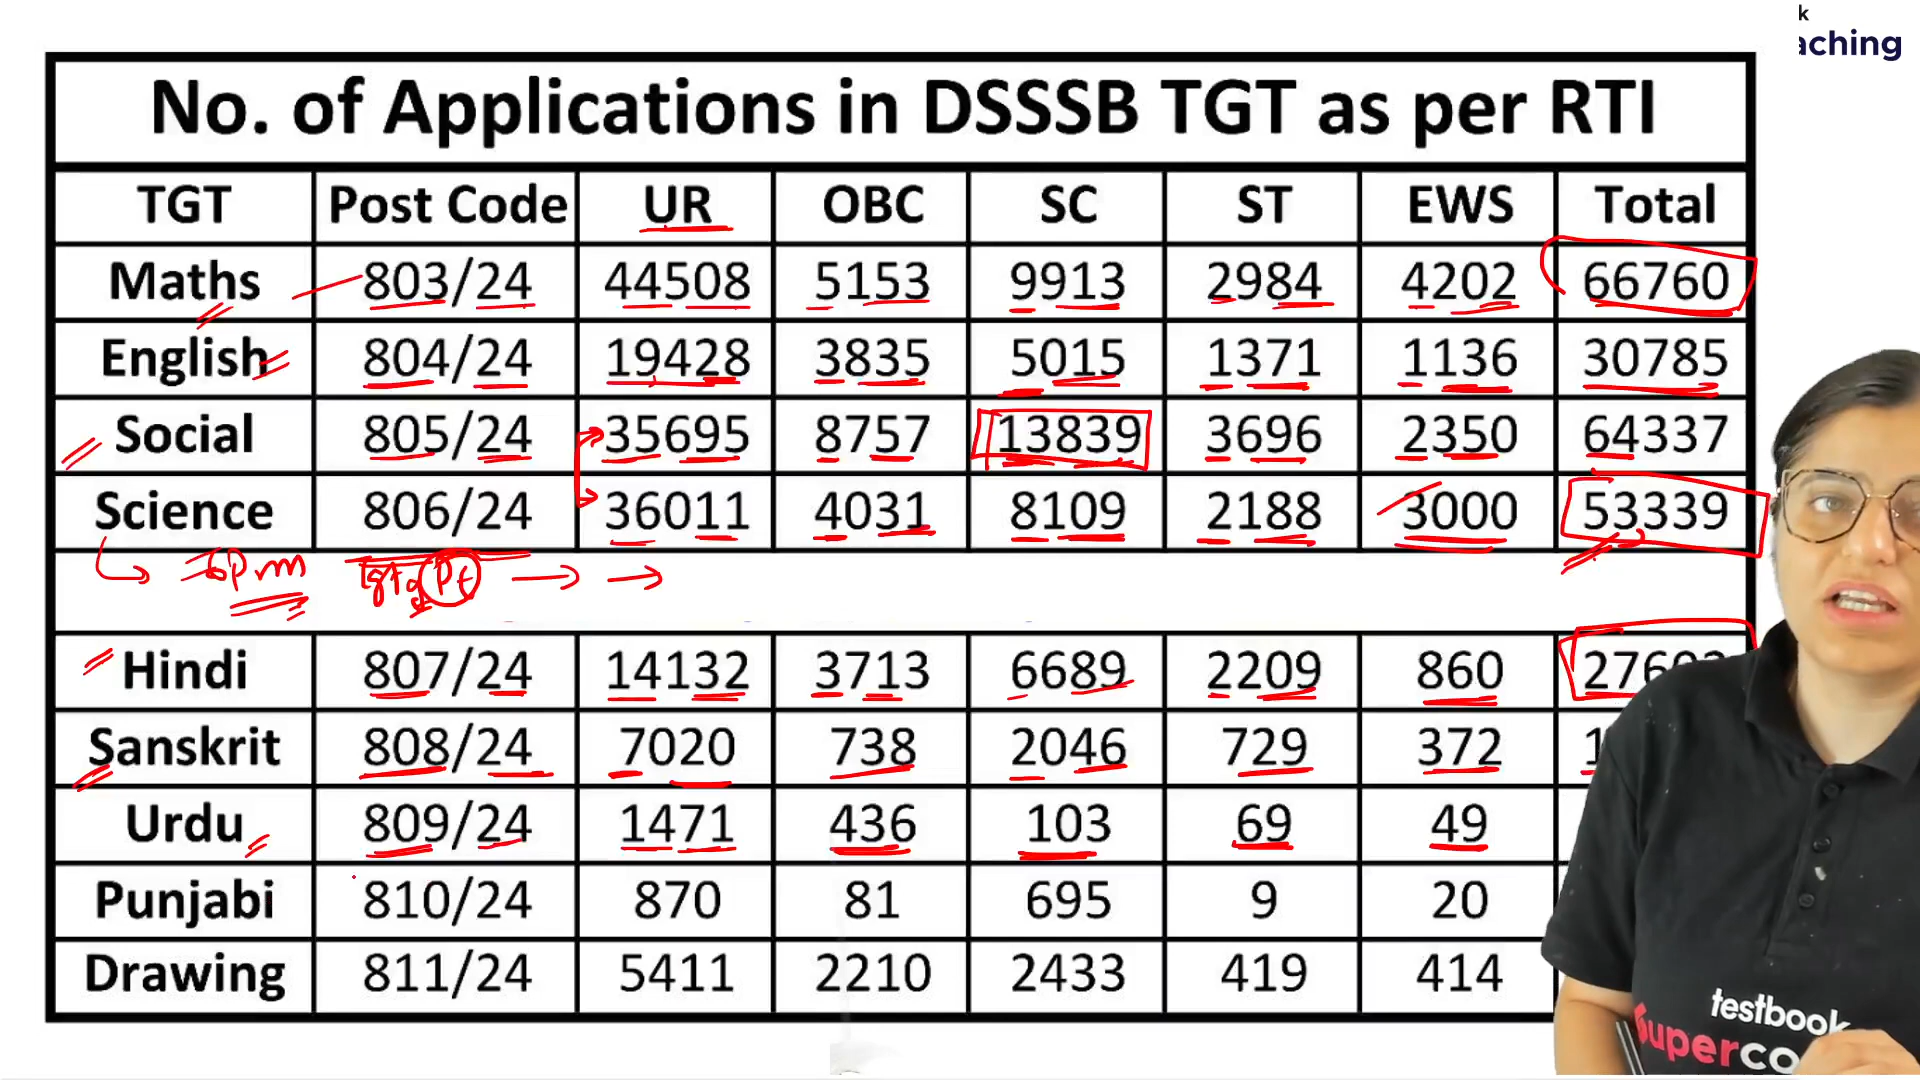 k
aching
No. of Applications in DSSSB TGT as per RTI
TGT Post Code UR OBC SC ST EWS Total
Maths 803/24 44508 5153 9913 2984 4202 66760
English 804/24 19428 3835 5015 1371 1136 30785
Social 805/24 35695 8757 13839 3696 2350 64337
Science 806/24 36011 4031 8109 2188 3000 53339
Hindi 807/24 14132 3713 6689 2209 860
Sanskrit 808/24 7020 738 2046 729 372
Urdu 809/24 1471 436 103 69 49
Punjabi 810/24 870 81 695 9 20
Drawing 811/24 5411 2210 2433 419 414
testbook
Superco